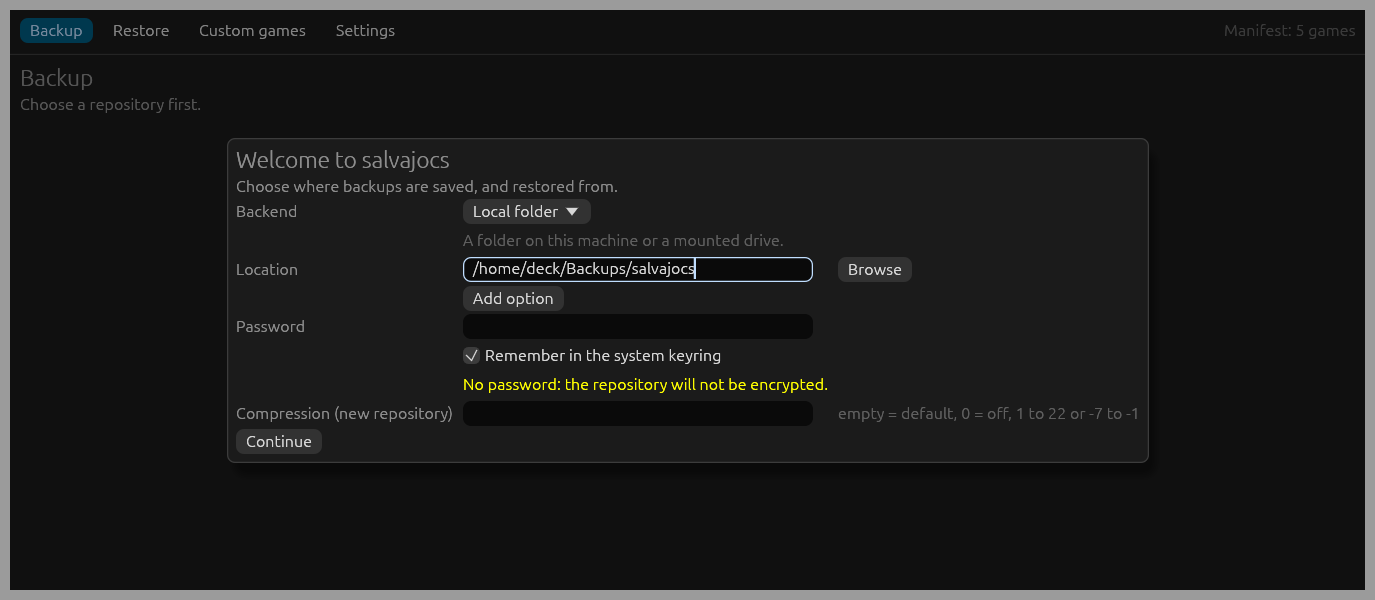 Backup Restore Custom games Settings Manifest: 5 games
Backup
Choose a repository first.
Welcome to salvajocs
Choose where backups are saved, and restored from.
Backend Local folder
A folder on this machine or a mounted drive.
Location /home/deck/Backups/salvajocs Browse
Add option
Password
Remember in the system keyring
No password: the repository will not be encrypted.
Compression (new repository) empty = default, 0 = off, 1 to 22 or -7 to -1
Continue